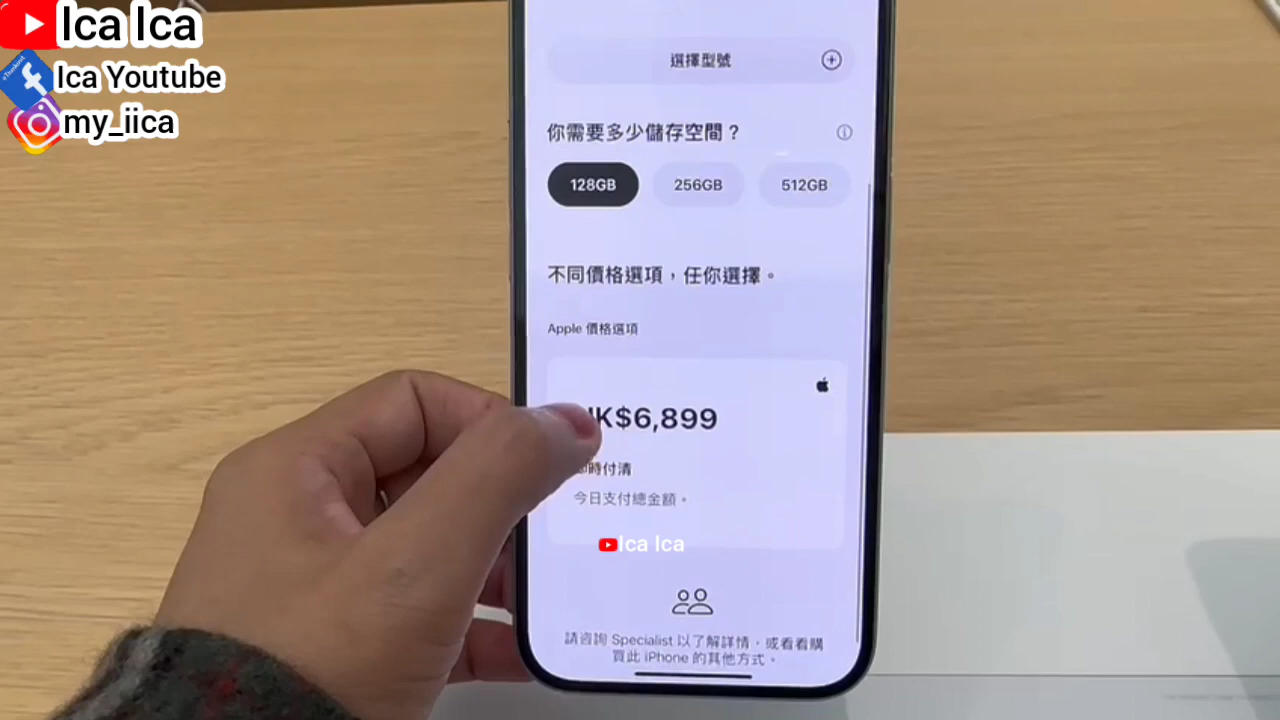 Ica Ica
Ica Youtube
my_iica
選擇型號
你需要多少儲存空間？
128GB
256GB
512GB
不同價格選項，任你選擇。
Apple 價格選項
K$6,899
時付清
今日支付總金額。
Ica Ica
請咨詢 Specialist 以了解詳情，或看看購
買此 iPhone 的其他方式。